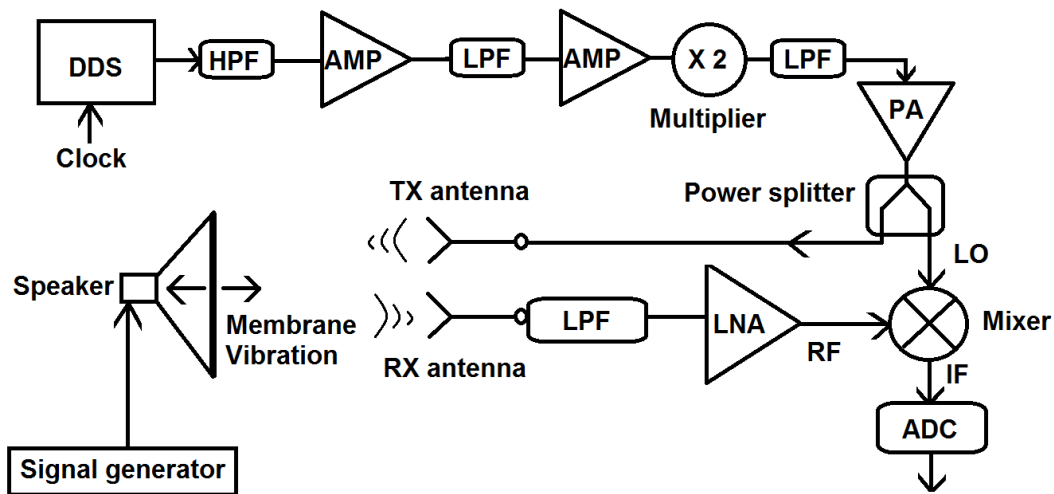 DDS
HPF
AMP
LPF
AMP
X 2
LPF
Multiplier
PA
Clock
TX antenna
Power splitter
LO
Speaker
Membrane
Vibration
LPF
LNA
RF
Mixer
RX antenna
IF
ADC
Signal generator